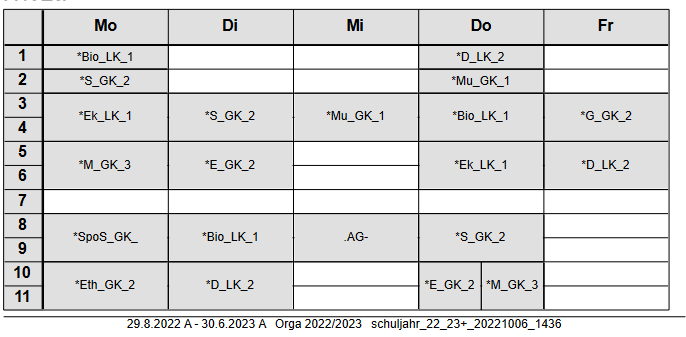 Mo Di Mi Do Fr
1 *Bio_LK_1 *D_LK_2
2 *S_GK_2 *Mu_GK_1
3
*Ek_LK_1 *S_GK_2 *Mu_GK_1 *Bio_LK_1 *G_GK_2
4
5
*M_GK_3 *E_GK_2 *Ek_LK_1 *D_LK_2
6
7
8
*SpoS_GK_ *Bio_LK_1 .AG- *S_GK_2
9
10
*Eth_GK_2 *D_LK_2 *E_GK_2 *M_GK_3
11
29.8.2022 A - 30.6.2023 A Orga 2022/2023 schuljahr_22_23+_20221006_1436